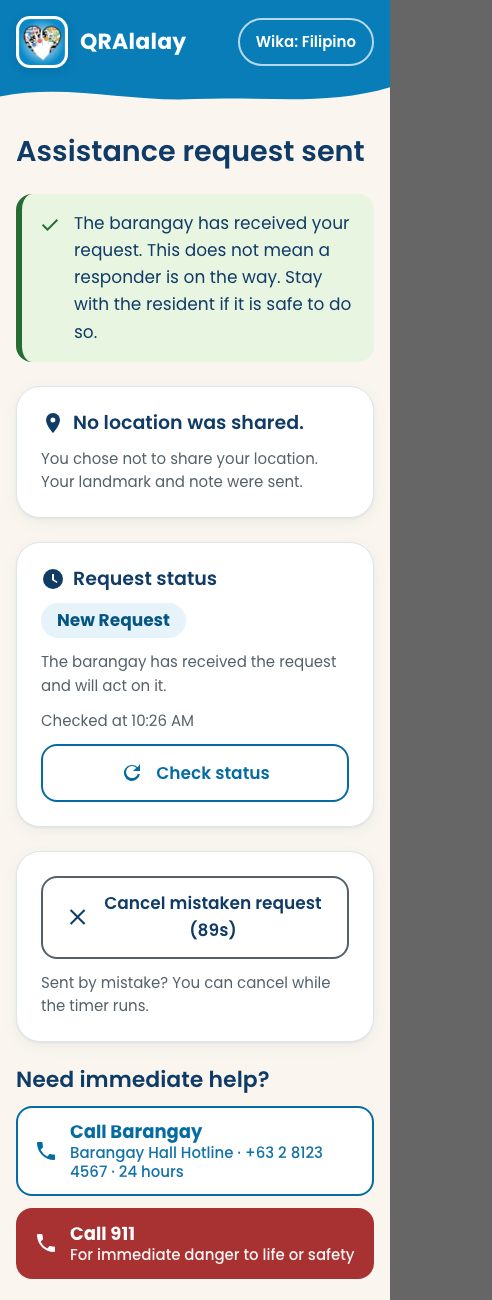 QRAlalay
Wika: Filipino
Assistance request sent
The barangay has received your
request. This does not mean a
responder is on the way. Stay
with the resident if it is safe to do
so.
No location was shared.
You chose not to share your location.
Your landmark and note were sent.
Request status
New Request
The barangay has received the request
and will act on it.
Checked at 10:26 AM
Check status
Cancel mistaken request
(89s)
Sent by mistake? You can cancel while
the timer runs.
Need immediate help?
Call Barangay
Barangay Hall Hotline · +63 2 8123
4567 · 24 hours
Call 911
For immediate danger to life or safety